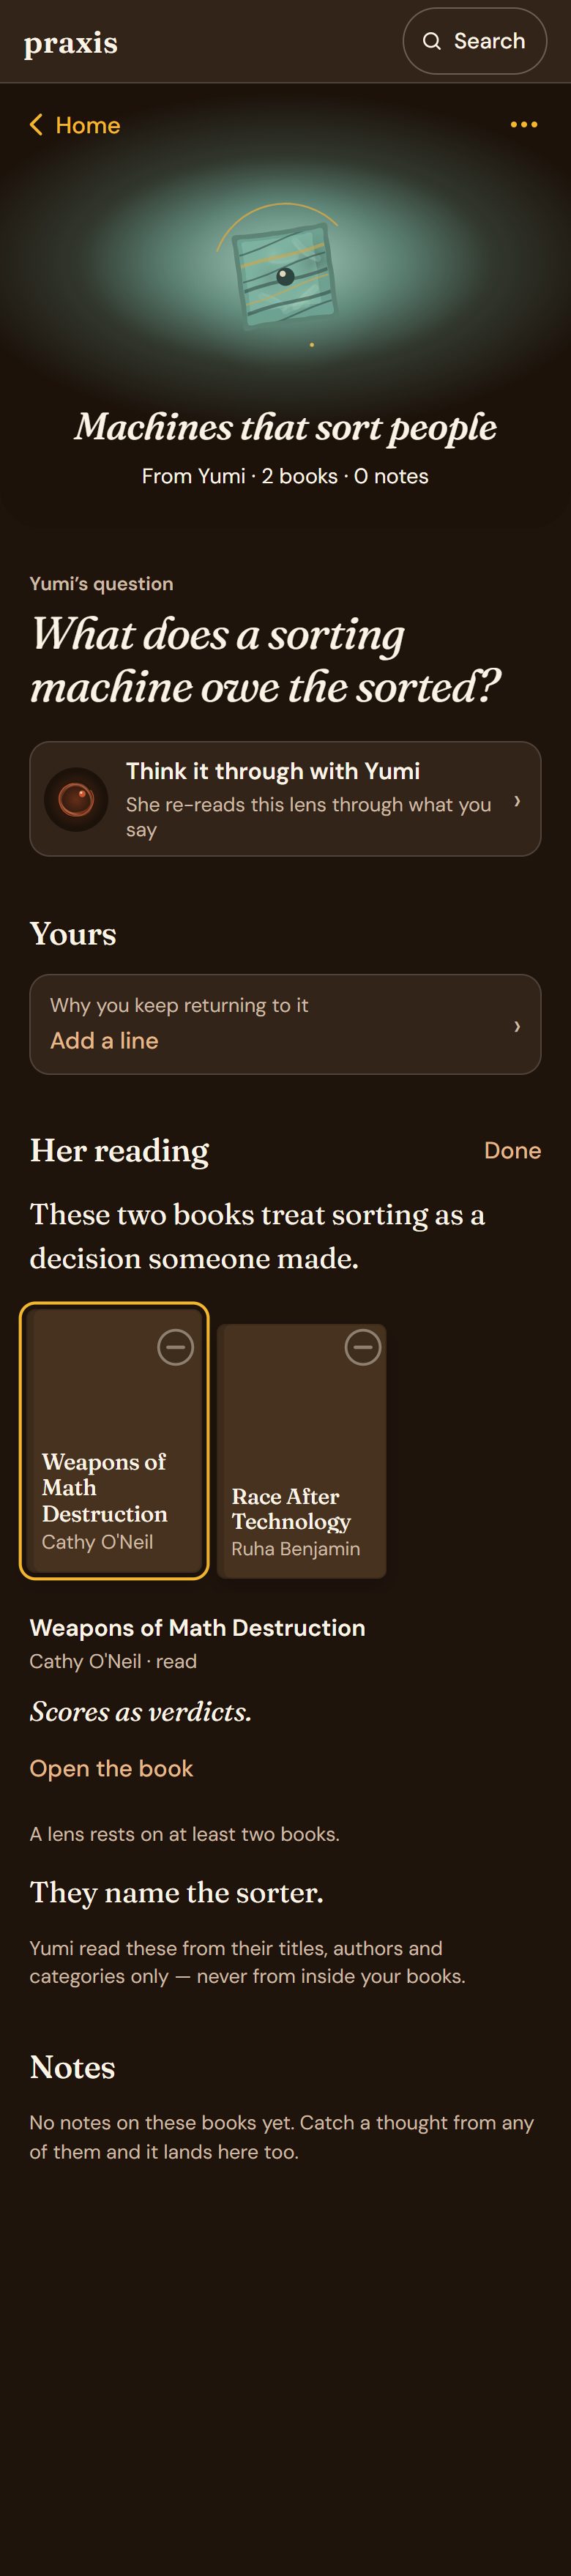 praxis
Search
Home
Machines that sort people
From Yumi · 2 books · 0 notes
Yumi’s question
What does a sorting
machine owe the sorted?
Think it through with Yumi
She re-reads this lens through what you
say
Yours
Why you keep returning to it
Add a line
Her reading
Done
These two books treat sorting as a
decision someone made.
Weapons of
Math
Destruction
Cathy O'Neil
Race After
Technology
Ruha Benjamin
Weapons of Math Destruction
Cathy O'Neil · read
Scores as verdicts.
Open the book
A lens rests on at least two books.
They name the sorter.
Yumi read these from their titles, authors and
categories only — never from inside your books.
Notes
No notes on these books yet. Catch a thought from any
of them and it lands here too.